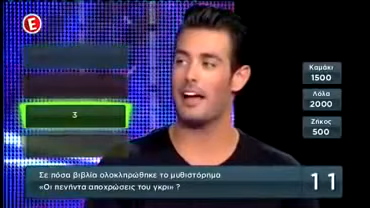 E
Καμάκι
1500
Λόλα
2000
Ζήκος
500
3
Σε πόσα βιβλία ολοκληρώθηκε το μυθιστόρημα
«Οι πενήντα αποχρώσεις του γκρι» ?
11